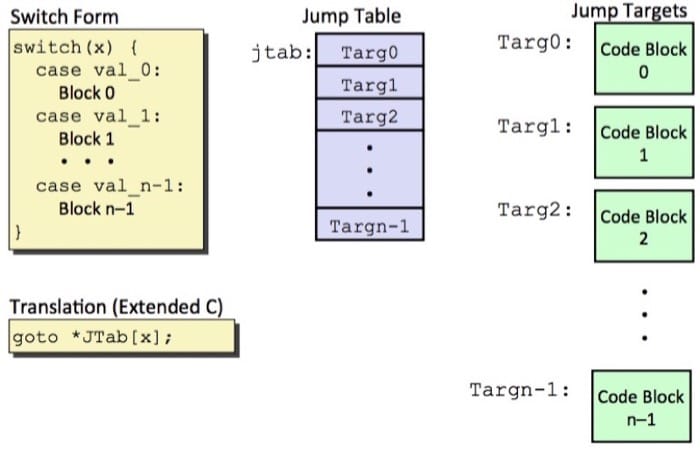 Switch Form
switch(x) {
case val_0:
Block 0
case val_1:
Block 1
• • •
case val_n-1:
Block n–1
}
Translation (Extended C)
goto *JTab[x];
Jump Table
jtab:
Targ0
Targ1
Targ2
•
•
•
Targn-1
Jump Targets
Targ0:
Code Block
0
Targ1:
Code Block
1
Targ2:
Code Block
2
•
•
•
Targn-1:
Code Block
n–1